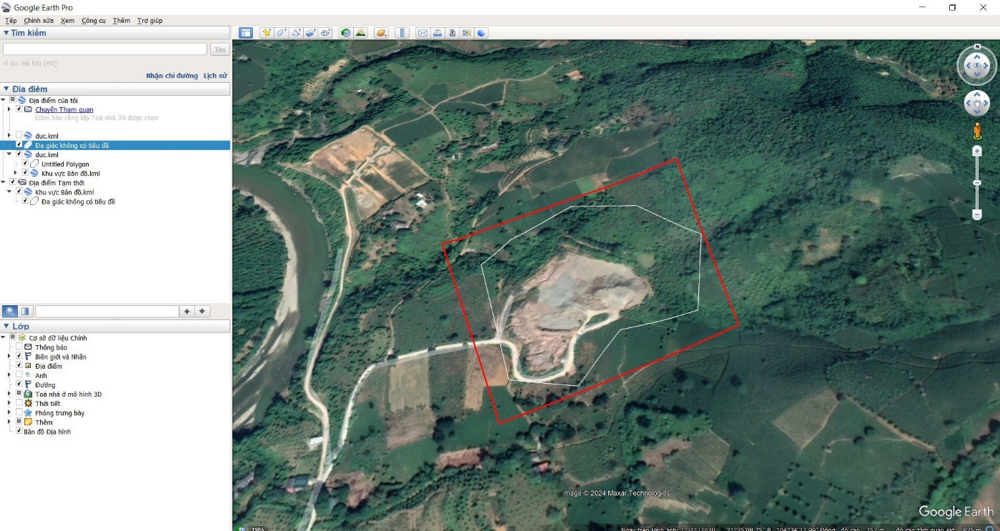 Google Earth Pro
Tệp Chỉnh sửa Xem Công cụ Thêm Trợ giúp
Tìm kiếm
Tìm
ví dụ: Hà Nội (HN)
Nhận chỉ đường Lịch sử
Địa điểm
Địa điểm của tôi
Chuyến Tham quan
Đảm bảo rằng lớp Toà nhà 3D được chọn
duc.kml
Đa giác không có tiêu đề
duc.kml
Untitled Polygon
Khu vực Bản đồ.kml
Địa điểm Tạm thời
Khu vực Bản đồ.kml
Đa giác không có tiêu đề
Lớp
Cơ sở dữ liệu Chính
Thông báo
Biên giới và Nhãn
Địa điểm
Ảnh
Đường
Toà nhà ở mô hình 3D
Thời tiết
Phòng trưng bày
Thêm
Bản đồ Địa hình
N
Image © 2024 Maxar Technologies
Google Earth
1985
Ngày trên Hình ảnh: 11/11/2020 21°35'08.75" B 104°34'22.99" Đông độ cao 352 m độ cao tầm quan sát 825 m